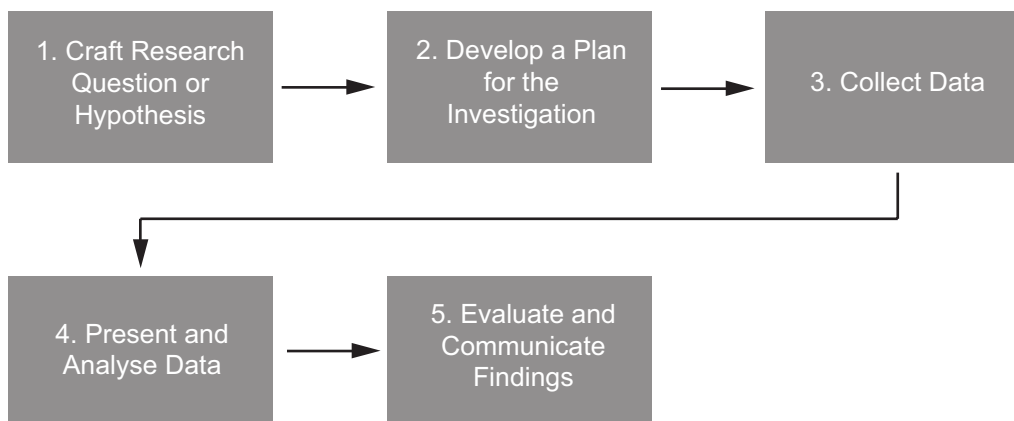 1. Craft Research
Question or
Hypothesis
2. Develop a Plan
for the
Investigation
3. Collect Data
4. Present and
Analyse Data
5. Evaluate and
Communicate
Findings